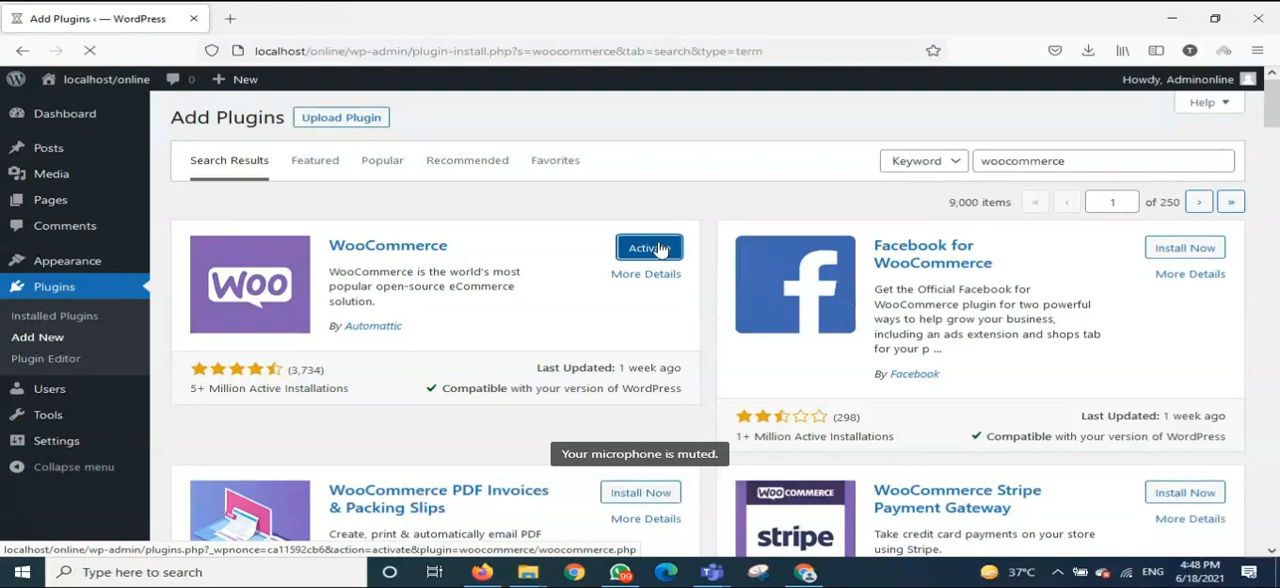 Add Plugins ‹ — WordPress
localhost/online/wp-admin/plugin-install.php?s=woocommerce&tab=search&type=term
localhost/online
0
New
Howdy, Adminonline
Dashboard
Posts
Media
Pages
Comments
Appearance
Plugins
Installed Plugins
Add New
Plugin Editor
Users
Tools
Settings
Collapse menu
Add Plugins
Upload Plugin
Help
Search Results
Featured
Popular
Recommended
Favorites
Keyword
woocommerce
9,000 items
«
‹
1
of 250
›
»
WOO
WooCommerce
Activate
More Details
WooCommerce is the world's most
popular open-source eCommerce
solution.
By Automattic
(3,734)
5+ Million Active Installations
Last Updated: 1 week ago
Compatible with your version of WordPress
Facebook for
WooCommerce
Install Now
More Details
Get the Official Facebook for
WooCommerce plugin for two powerful
ways to help grow your business,
including an ads extension and shops tab
for your p ...
By Facebook
(298)
1+ Million Active Installations
Last Updated: 1 week ago
Compatible with your version of WordPress
Your microphone is muted.
WooCommerce PDF Invoices
& Packing Slips
Install Now
More Details
Create, print & automatically email PDF
WOO COMMERCE
stripe
WooCommerce Stripe
Payment Gateway
Install Now
More Details
Take credit card payments on your store
using Stripe.
localhost/online/wp-admin/plugins.php?_wpnonce=ca11592cb6&action=activate&plugin=woocommerce/woocommerce.php
Type here to search
99
37°C
ENG
4:48 PM
6/18/2021